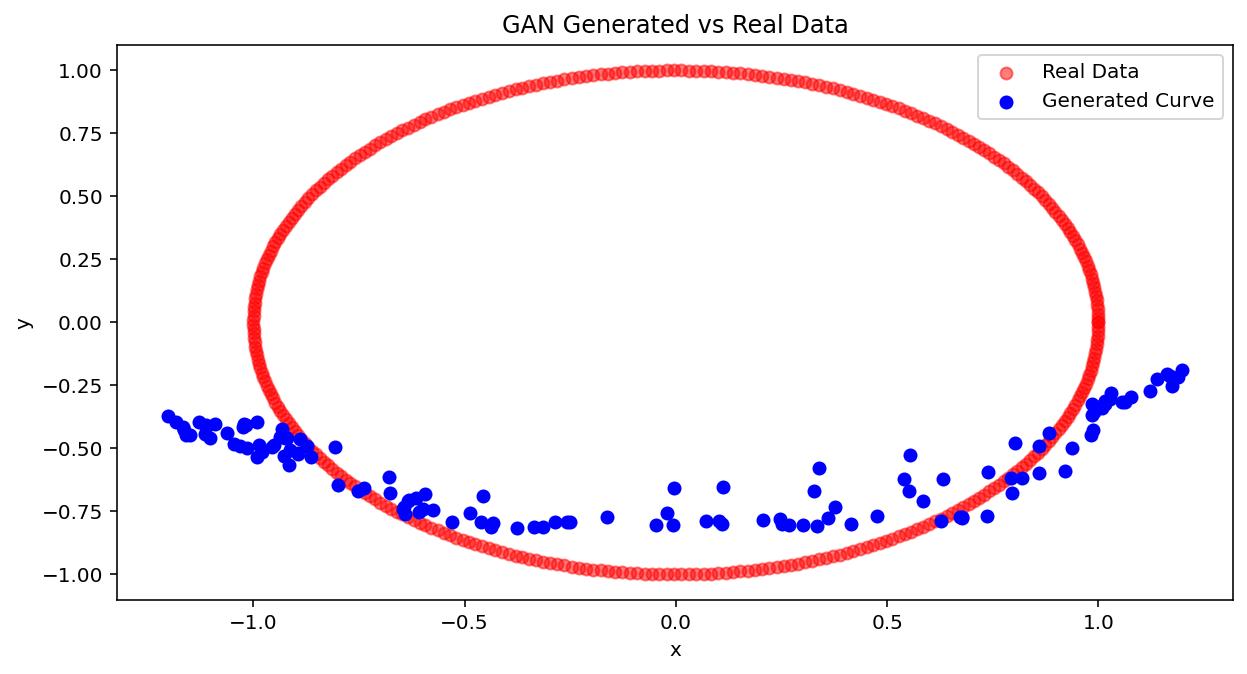 GAN Generated vs Real Data
Real Data
Generated Curve
1.00
0.75
0.50
0.25
0.00
−0.25
−0.50
−0.75
−1.00
y
−1.0 −0.5 0.0 0.5 1.0
x